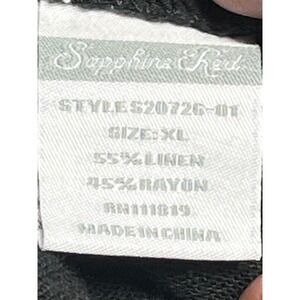 Sapphire Red
STYLE S20726-01
SIZE: XL
55% LINEN
45% RAYON
RN111819
MADE IN CHINA